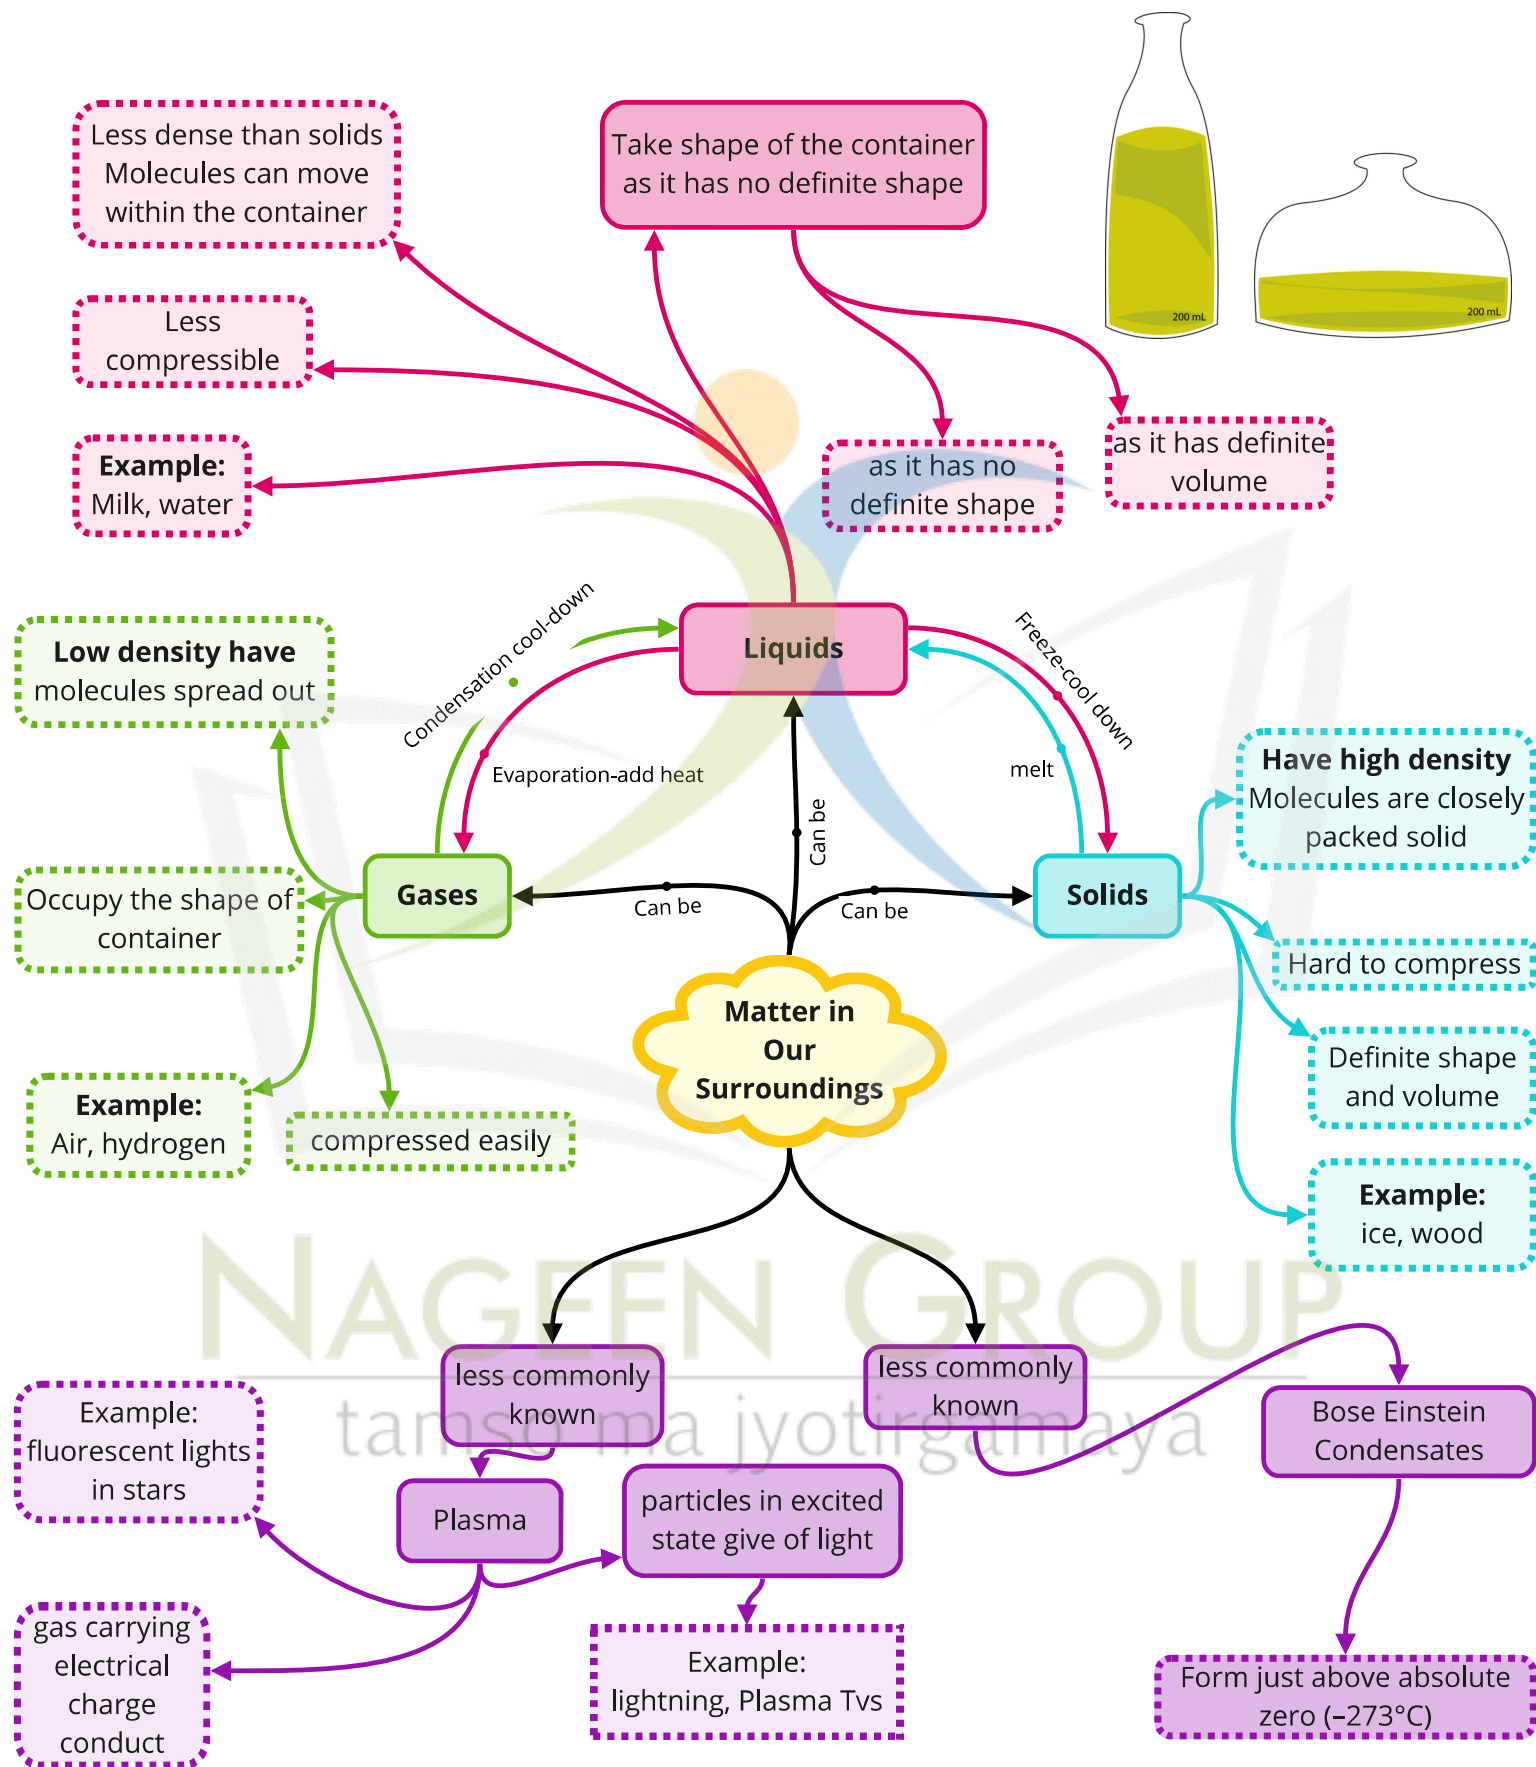 Less dense than solids
Molecules can move
within the container
Take shape of the container
as it has no definite shape
200 mL
200 mL
Less
compressible
Example:
Milk, water
as it has no
definite shape
as it has definite
volume
Condensation cool-down
Liquids
Freeze-cool down
Low density have
molecules spread out
Evaporation-add heat
melt
Can be
Have high density
Molecules are closely
packed solid
Gases
Can be
Can be
Solids
Occupy the shape of
container
Hard to compress
Matter in
Our
Surroundings
Definite shape
and volume
Example:
Air, hydrogen
compressed easily
Example:
ice, wood
NAGEEN GROUP
tamso ma jyotirgamaya
less commonly
known
less commonly
known
Example:
fluorescent lights
in stars
Bose Einstein
Condensates
Plasma
particles in excited
state give of light
gas carrying
electrical
charge
conduct
Example:
lightning, Plasma Tvs
Form just above absolute
zero (–273°C)